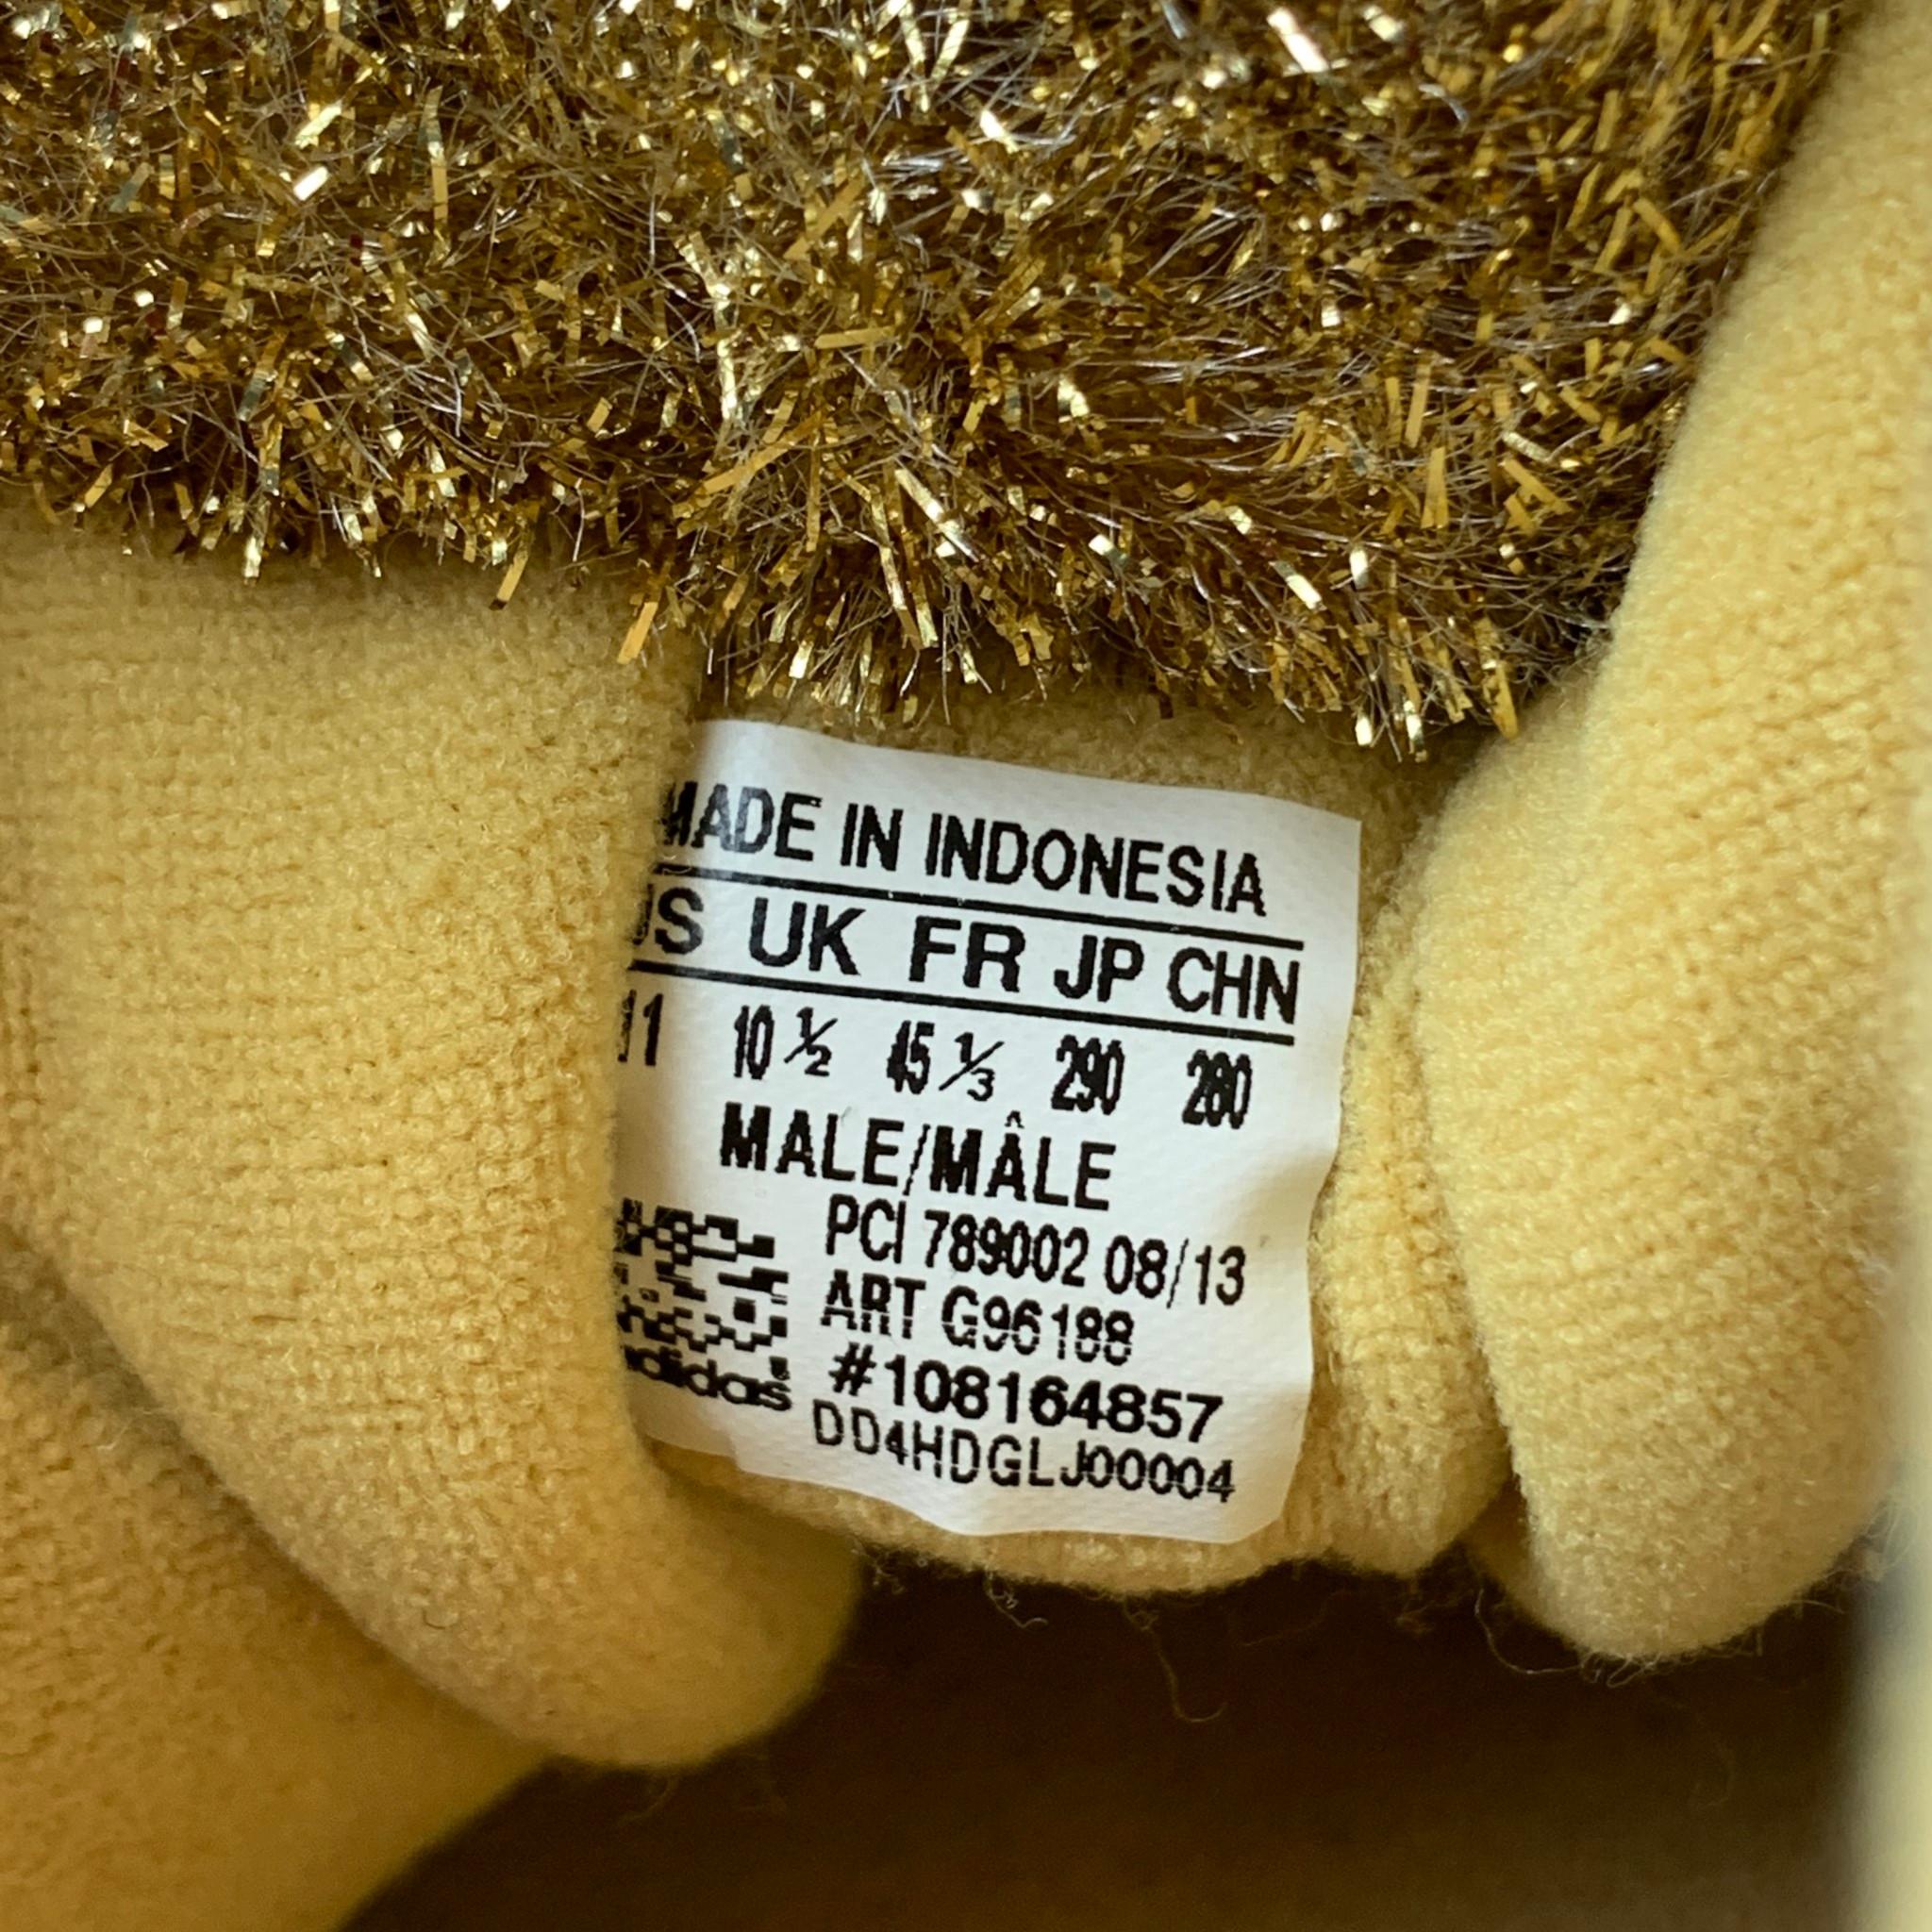 MADE IN INDONESIA
US UK FR JP CHN
11 10 ½ 45 ⅓ 290 280
MALE/MÂLE
PCI 789002 08/13
ART G96188
#108164857
adidas®
DD4HDGLJ00004